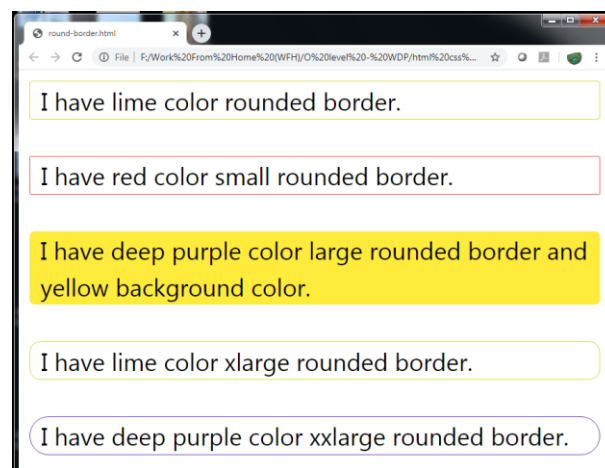 round-border.html
File | F:/Work%20From%20Home%20(WFH)/O%20level%20-%20WDP/html%20css%...
I have lime color rounded border.
I have red color small rounded border.
I have deep purple color large rounded border and
yellow background color.
I have lime color xlarge rounded border.
I have deep purple color xxlarge rounded border.